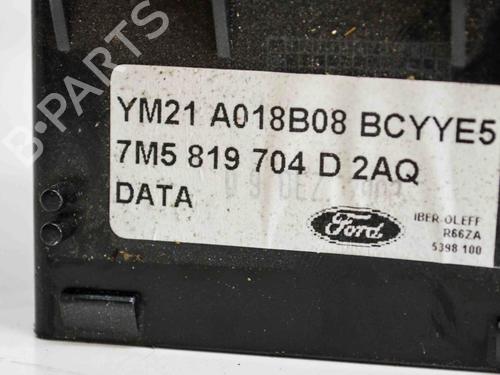 B-PARTS
YM21 A018B08 BCYYE5
7M5 819 704 D 2AQ
DATA
Ford
IBER-OLEFF
R66ZA
5398 100